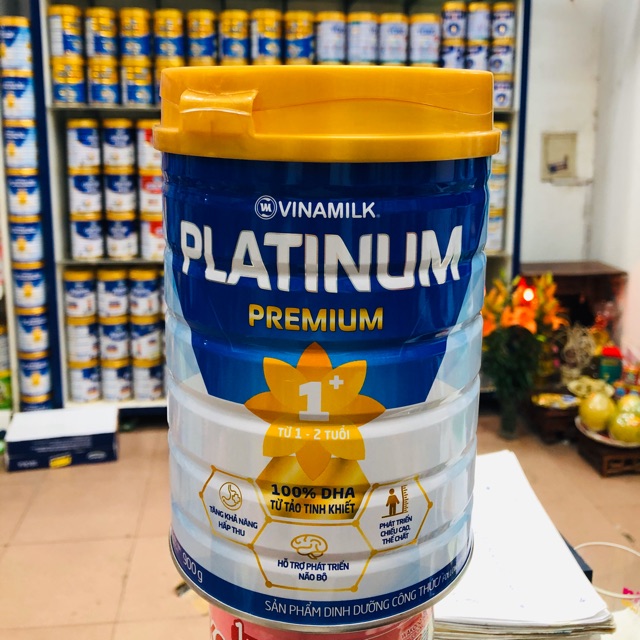 VINAMILK
PLATINUM
PREMIUM
1+
TỪ 1 - 2 TUỔI
100% DHA
TỪ TẢO TINH KHIẾT
TĂNG KHẢ NĂNG
HẤP THU
PHÁT TRIỂN
CHIỀU CAO,
THỂ CHẤT
HỖ TRỢ PHÁT TRIỂN
NÃO BỘ
900g
SẢN PHẨM DINH DƯỠNG CÔNG THỨC/